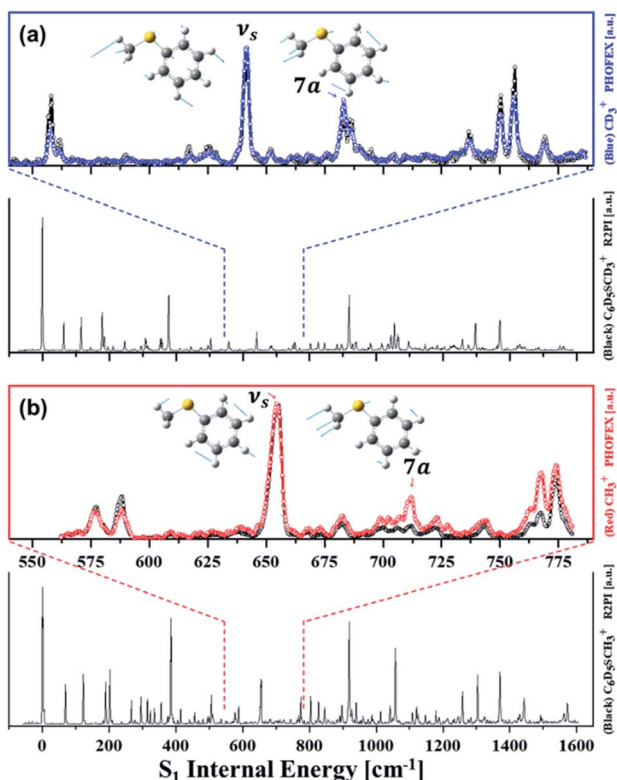 (a)
νs
7a
(Blue) CD3+ PHOFEX [a.u.]
(Black) C6D5SCD3+ R2PI [a.u.]
(b)
νs
7a
(Red) CH3+ PHOFEX [a.u.]
550 575 600 625 650 675 700 725 750 775
(Black) C6D5SCH3+ R2PI [a.u.]
0 200 400 600 800 1000 1200 1400 1600
S1 Internal Energy [cm-1]